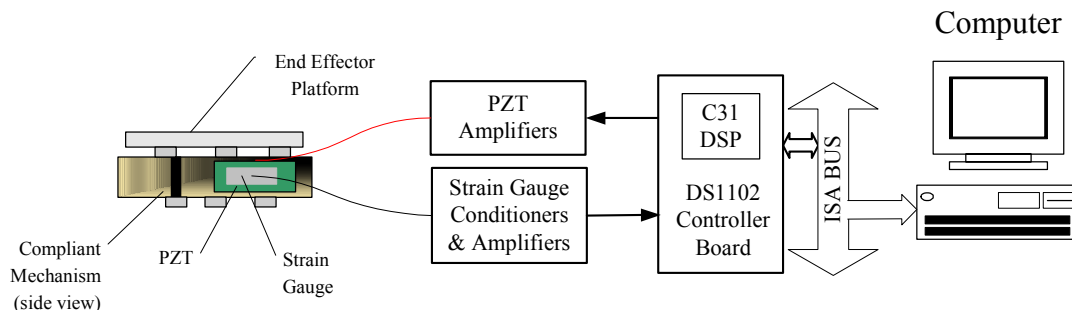 Computer
End Effector
Platform
PZT
Amplifiers
C31
DSP
Strain Gauge
Conditioners
& Amplifiers
DS1102
Controller
Board
ISA BUS
Compliant
Mechanism
(side view)
PZT
Strain
Gauge